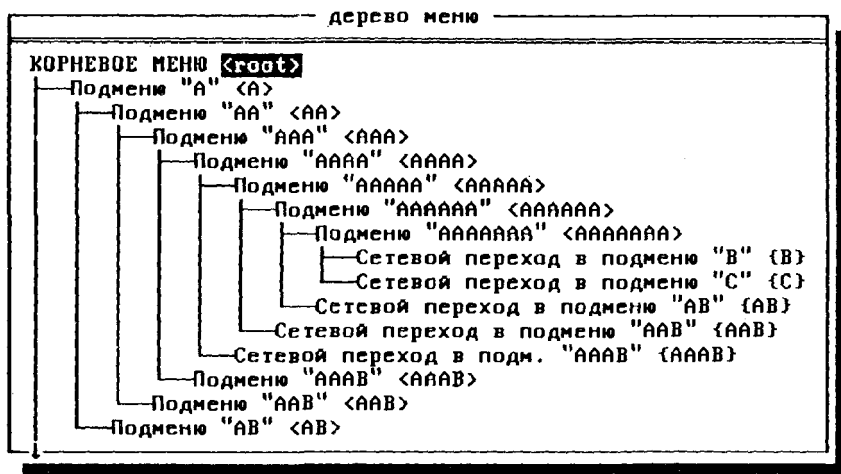 дерево меню
КОРНЕВОЕ МЕНЮ <root>
Подменю "A" <A>
Подменю "AA" <AA>
Подменю "AAA" <AAA>
Подменю "AAAA" <AAAA>
Подменю "AAAAA" <AAAAA>
Подменю "AAAAAA" <AAAAAA>
Подменю "AAAAAAA" <AAAAAAA>
Сетевой переход в подменю "B" {B}
Сетевой переход в подменю "C" {C}
Сетевой переход в подменю "AB" {AB}
Сетевой переход в подменю "AAB" {AAB}
Сетевой переход в подм. "AAAB" {AAAB}
Подменю "AAAB" <AAAB>
Подменю "AAB" <AAB>
Подменю "AB" <AB>